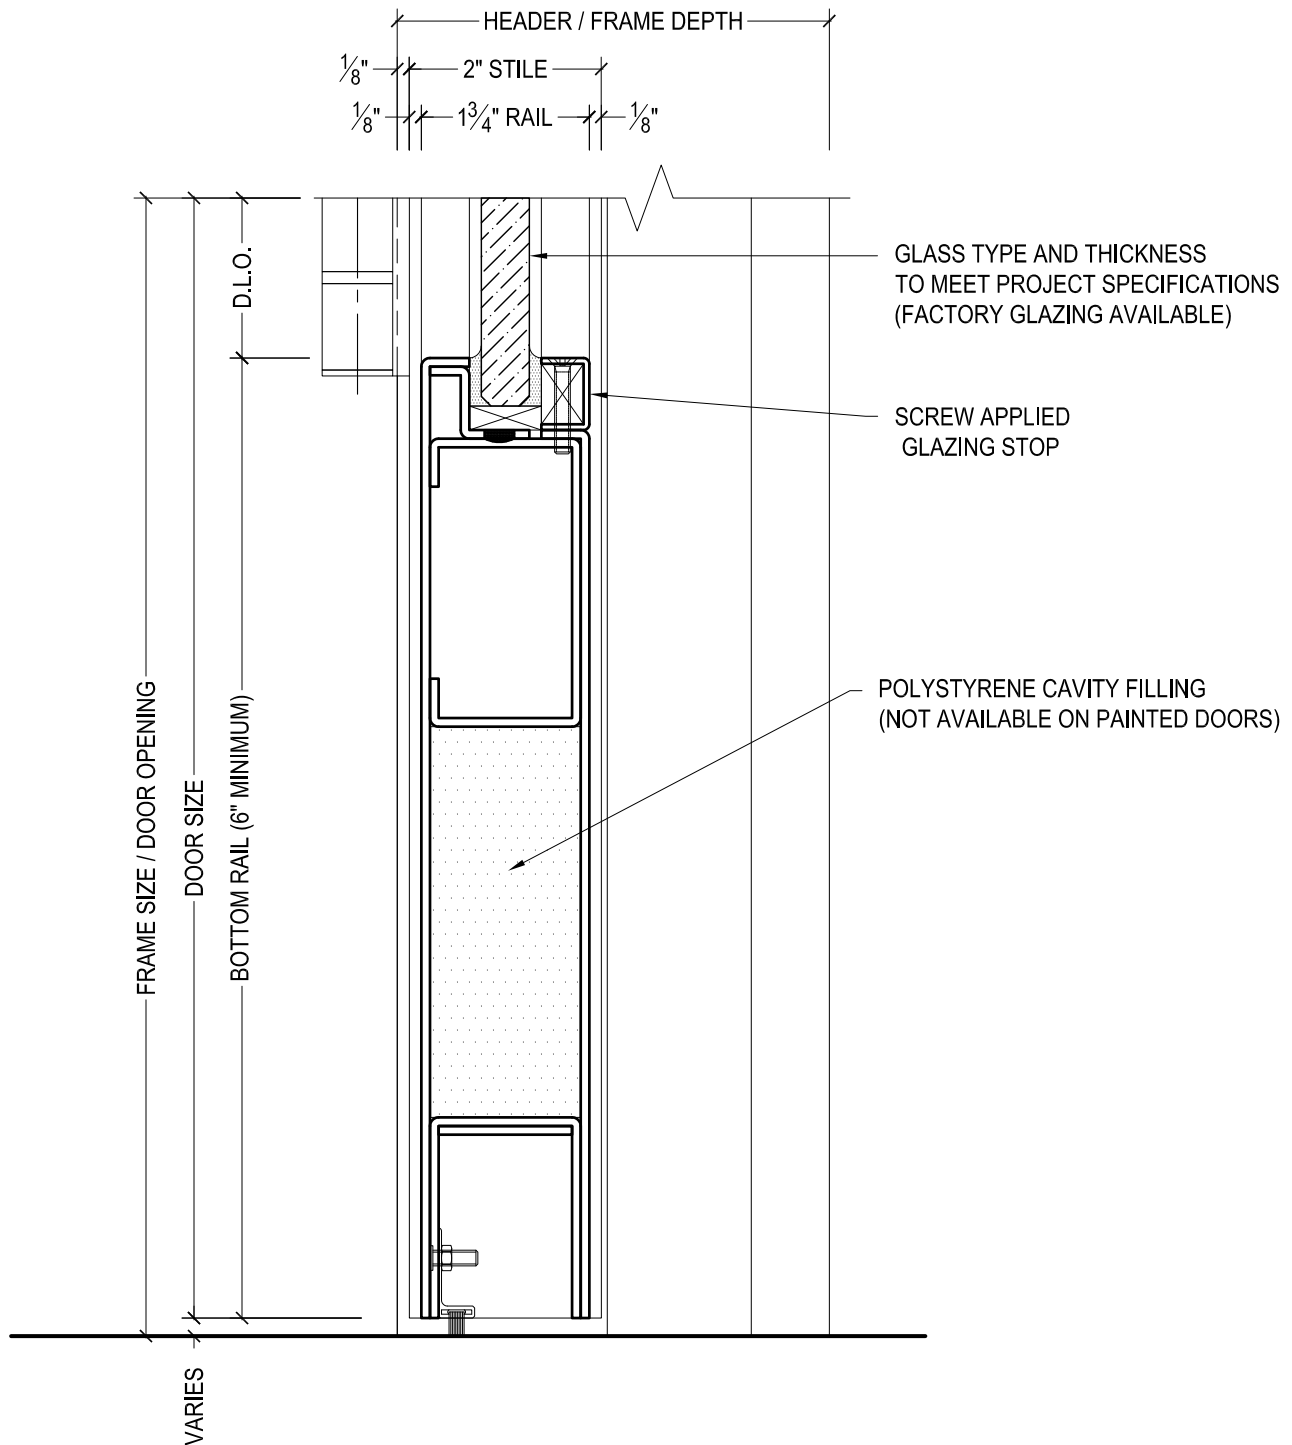 HEADER / FRAME DEPTH
1/8"
2" STILE
1/8"
1 3/4" RAIL
1/8"
D.L.O.
GLASS TYPE AND THICKNESS
TO MEET PROJECT SPECIFICATIONS
(FACTORY GLAZING AVAILABLE)
SCREW APPLIED
GLAZING STOP
POLYSTYRENE CAVITY FILLING
(NOT AVAILABLE ON PAINTED DOORS)
FRAME SIZE / DOOR OPENING
DOOR SIZE
BOTTOM RAIL (6" MINIMUM)
VARIES